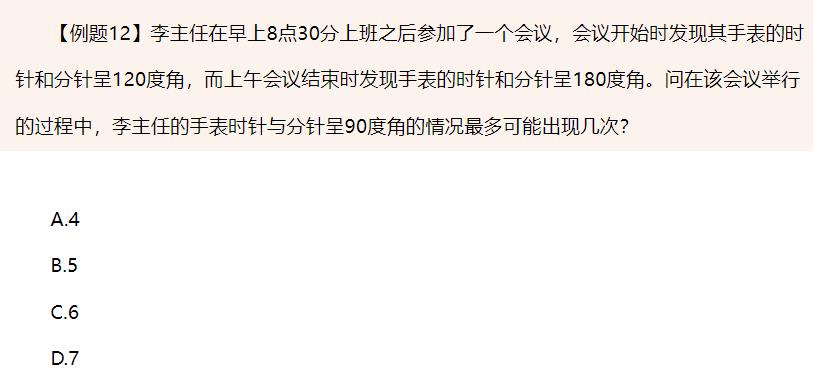 【例题12】李主任在早上8点30分上班之后参加了一个会议，会议开始时发现其手表的时
针和分针呈120度角，而上午会议结束时发现手表的时针和分针呈180度角。问在该会议举行
的过程中，李主任的手表时针与分针呈90度角的情况最多可能出现几次？
A.4
B.5
C.6
D.7